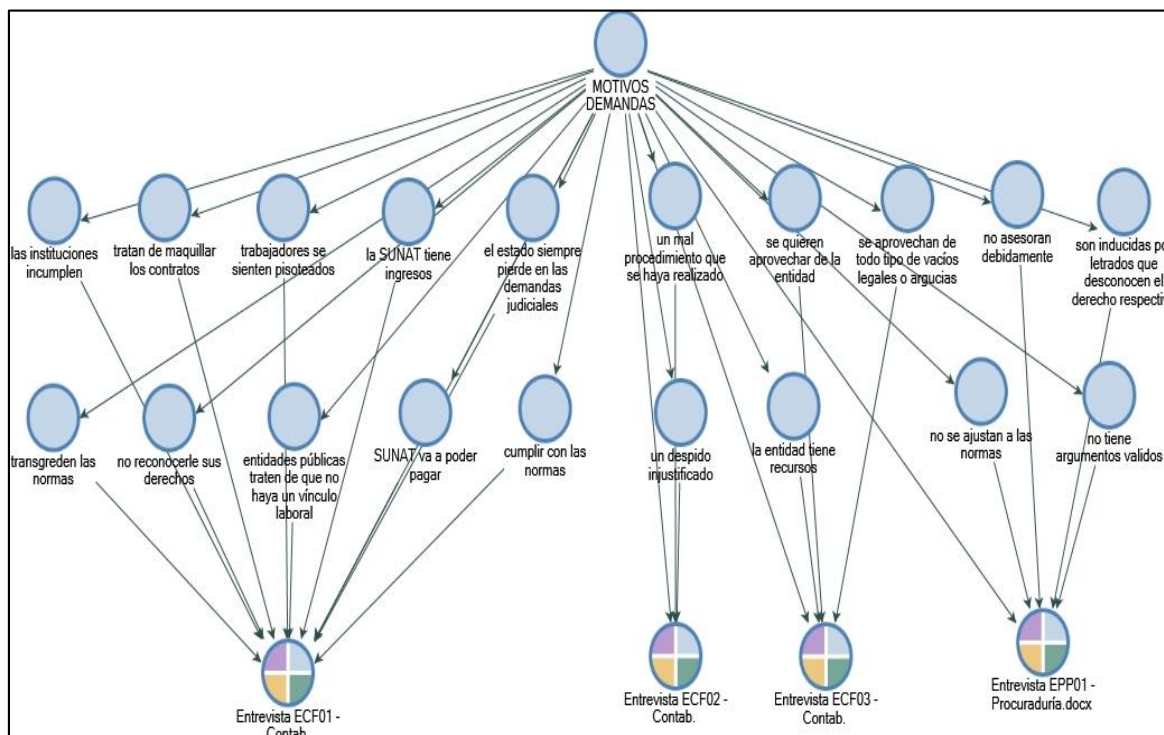 MOTIVOS
DEMANDAS
las instituciones
incumplen
tratan de maquillar
los contratos
trabajadores se
sienten pisoteados
la SUNAT tiene
ingresos
el estado siempre
pierde en las
demandas
judiciales
un mal
procedimiento que
se haya realizado
se quieren
aprovechar de la
entidad
se aprovechan de
todo tipo de vacíos
legales o argucias
no asesoran
debidamente
son inducidas po
letrados que
desconocen el
derecho respectiv
transgreden las
normas
no reconocerle sus
derechos
entidades públicas
traten de que no
haya un vínculo
laboral
SUNAT va a poder
pagar
cumplir con las
normas
un despido
injustificado
la entidad tiene
recursos
no se ajustan a las
normas
no tiene
argumentos validos
Entrevista ECF01 -
Contab.
Entrevista ECF02 -
Contab.
Entrevista ECF03 -
Contab.
Entrevista EPP01 -
Procuraduría.docx